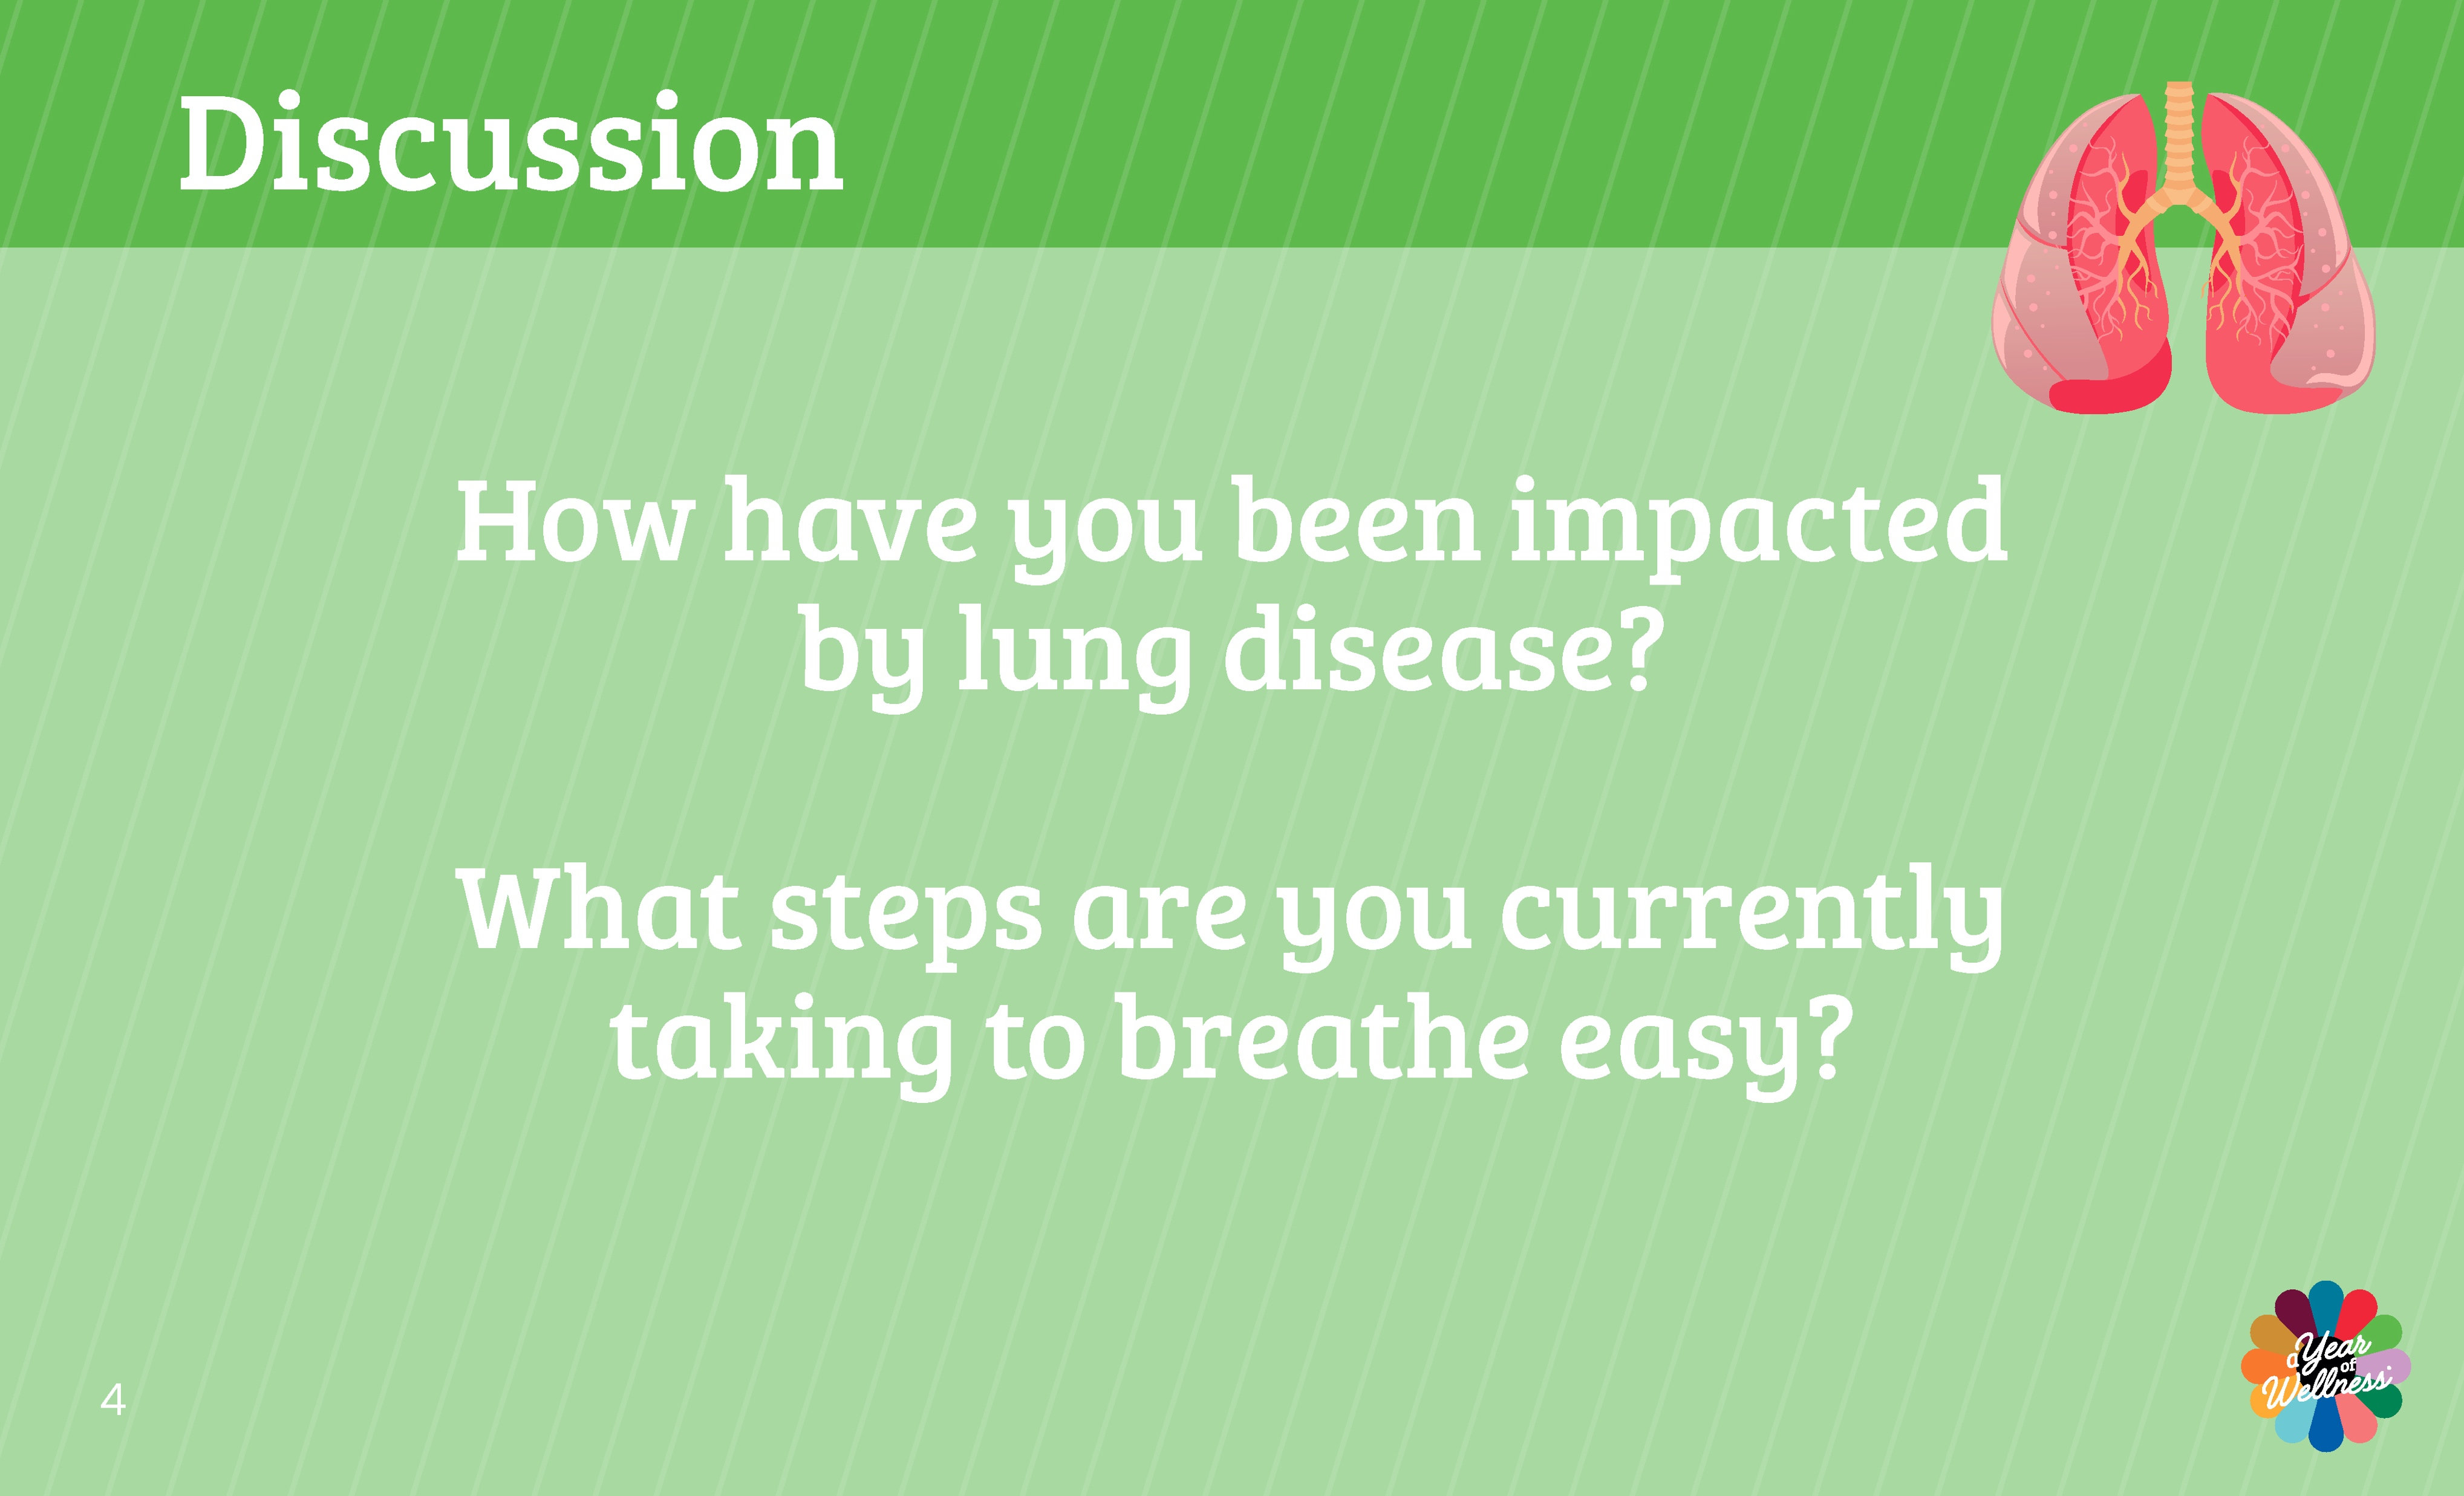 Discussion
How have you been impacted
by lung disease?
What steps are you currently
taking to breathe easy?
4
a Year
of
Wellness